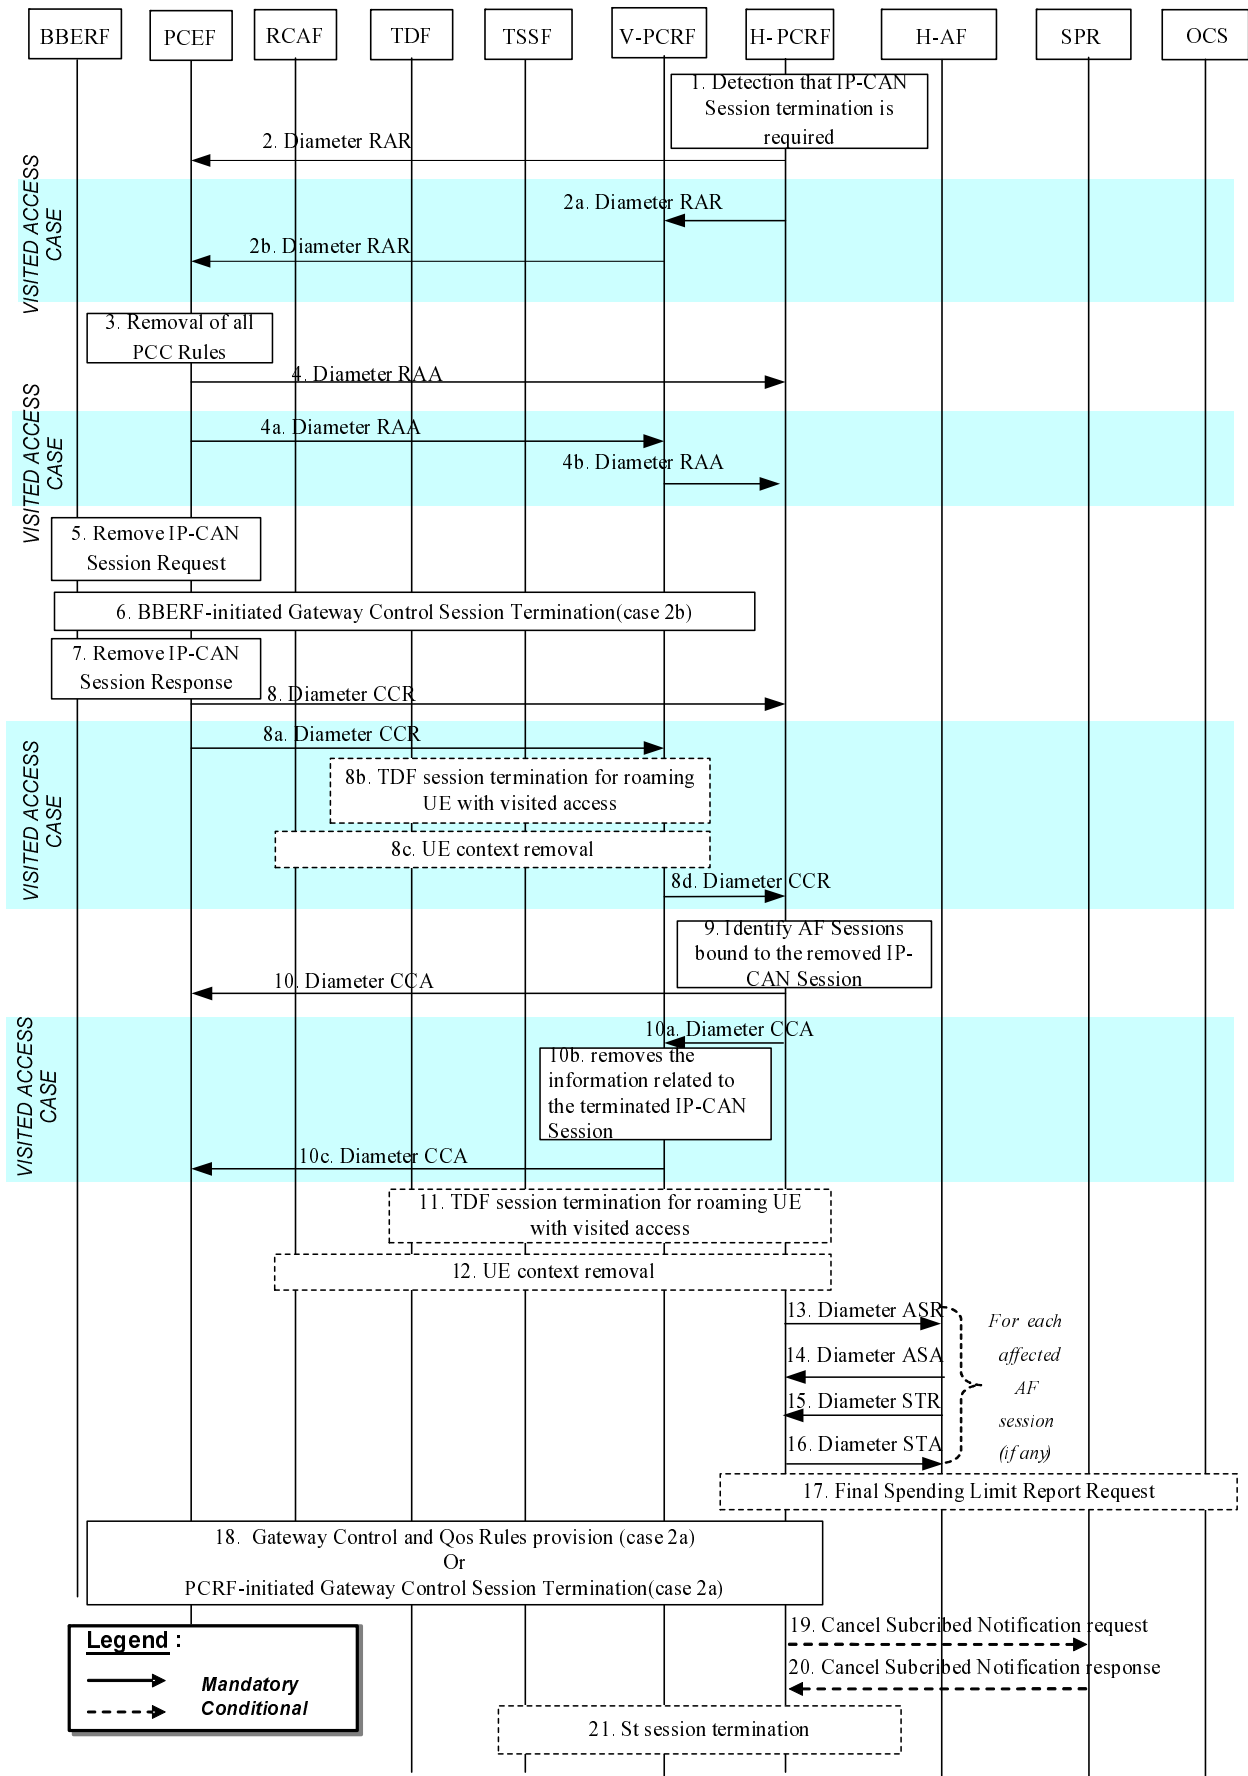 BBERF
PCEF
RCAF
TDF
TSSF
V-PCRF
H- PCRF
H-AF
SPR
OCS
1. Detection that IP-CAN
Session termination is
required
2. Diameter RAR
VISITED ACCESS
CASE
2a. Diameter RAR
2b. Diameter RAR
3. Removal of all
PCC Rules
4. Diameter RAA
VISITED ACCESS
CASE
4a. Diameter RAA
4b. Diameter RAA
5. Remove IP-CAN
Session Request
6. BBERF-initiated Gateway Control Session Termination(case 2b)
7. Remove IP-CAN
Session Response
8. Diameter CCR
VISITED ACCESS
CASE
8a. Diameter CCR
8b. TDF session termination for roaming
UE with visited access
8c. UE context removal
8d. Diameter CCR
9. Identify AF Sessions
bound to the removed IP-
CAN Session
10. Diameter CCA
VISITED ACCESS
CASE
10a. Diameter CCA
10b. removes the
information related to
the terminated IP-CAN
Session
10c. Diameter CCA
11. TDF session termination for roaming UE
with visited access
12. UE context removal
13. Diameter ASR
14. Diameter ASA
15. Diameter STR
16. Diameter STA
For each
affected
AF
session
(if any)
17. Final Spending Limit Report Request
18. Gateway Control and Qos Rules provision (case 2a)
Or
PCRF-initiated Gateway Control Session Termination(case 2a)
19. Cancel Subcribed Notification request
20. Cancel Subcribed Notification response
21. St session termination
Legend :
Mandatory
Conditional